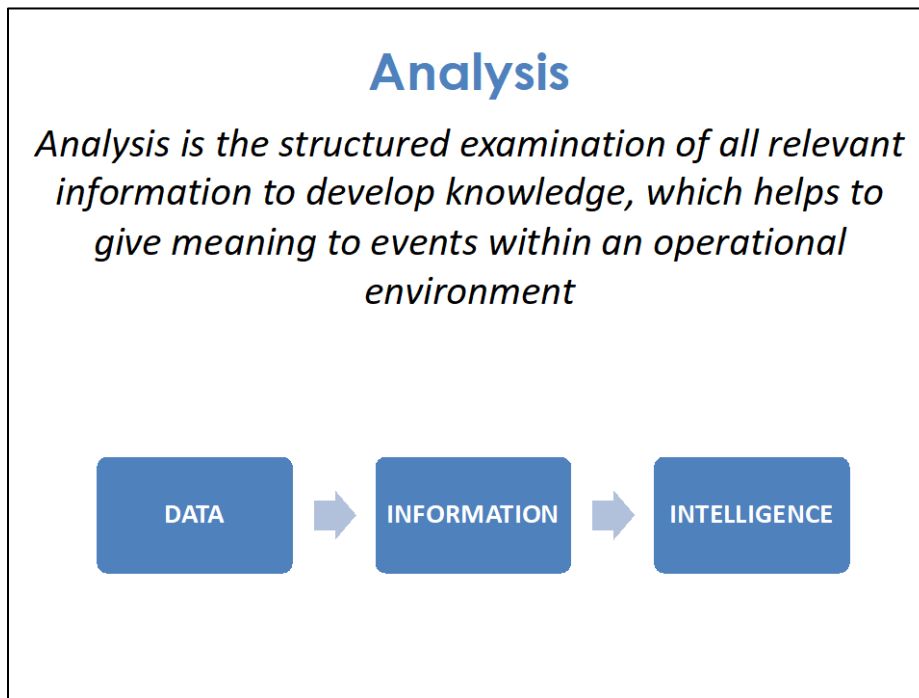 Analysis
Analysis is the structured examination of all relevant
information to develop knowledge, which helps to
give meaning to events within an operational
environment
DATA
INFORMATION
INTELLIGENCE